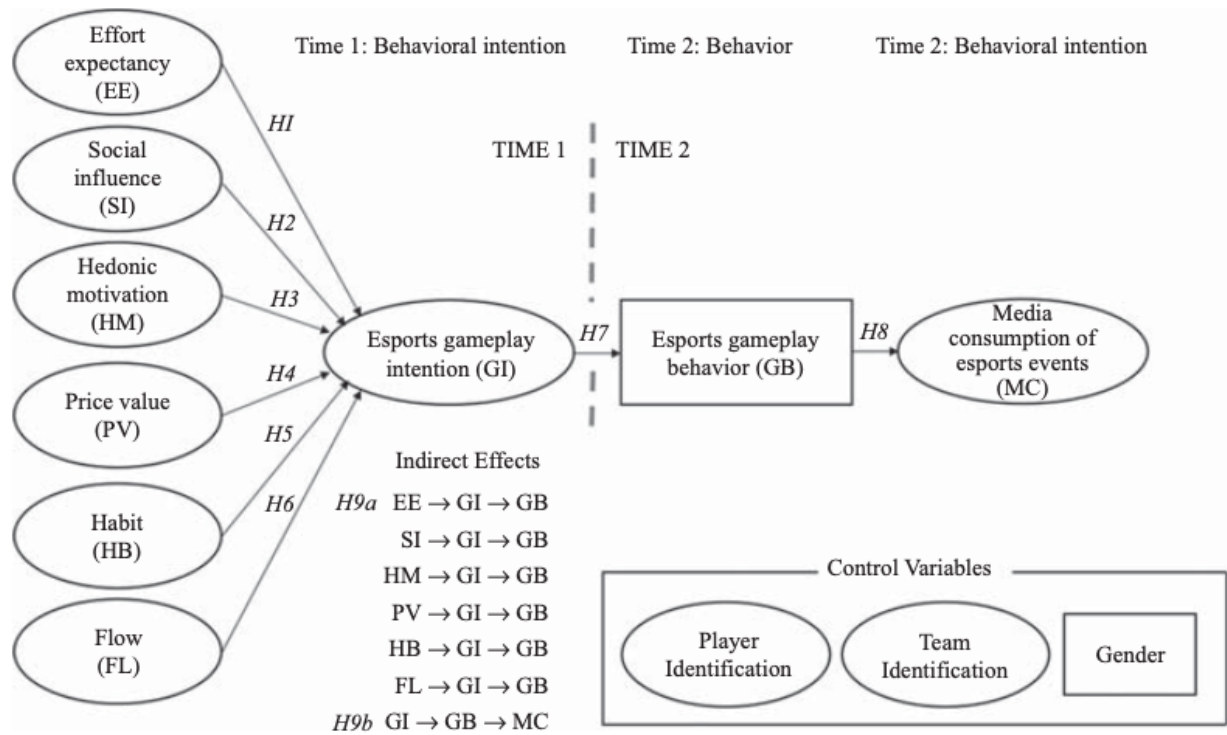 Effort
expectancy
(EE)
Time 1: Behavioral intention
Time 2: Behavior
Time 2: Behavioral intention
HI
Social
influence
(SI)
TIME 1
TIME 2
H2
Hedonic
motivation
(HM)
H3
Esports gameplay
intention (GI)
H7
Esports gameplay
behavior (GB)
H8
Media
consumption of
esports events
(MC)
Price value
(PV)
H4
H5
Habit
(HB)
H6
Flow
(FL)
Indirect Effects
H9a EE → GI → GB
SI → GI → GB
HM → GI → GB
PV → GI → GB
HB → GI → GB
FL → GI → GB
H9b GI → GB → MC
Control Variables
Player
Identification
Team
Identification
Gender